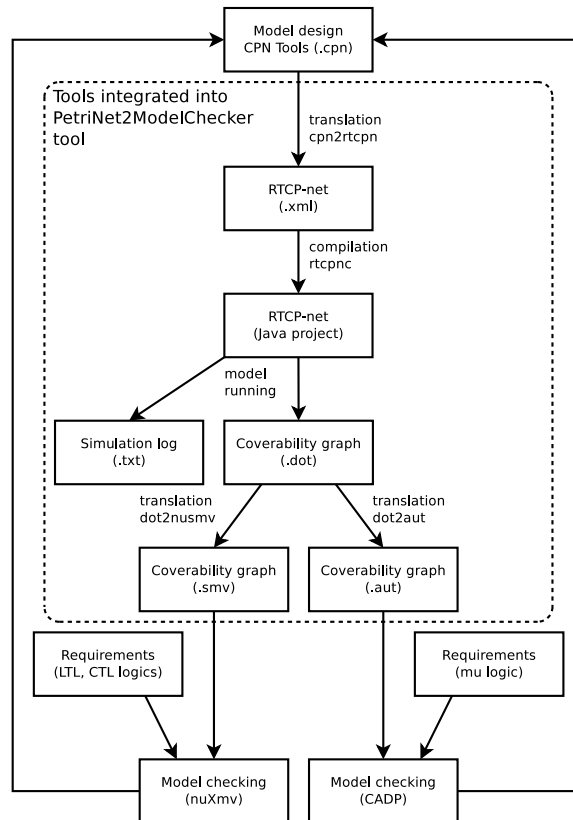 Model design
CPN Tools (.cpn)
Tools integrated into
PetriNet2ModelChecker
tool
translation
cpn2rtcpn
RTCP-net
(.xml)
compilation
rtcpnc
RTCP-net
(Java project)
model
running
Simulation log
(.txt)
Coverability graph
(.dot)
translation
dot2nusmv
translation
dot2aut
Coverability graph
(.smv)
Coverability graph
(.aut)
Requirements
(LTL, CTL logics)
Requirements
(mu logic)
Model checking
(nuXmv)
Model checking
(CADP)